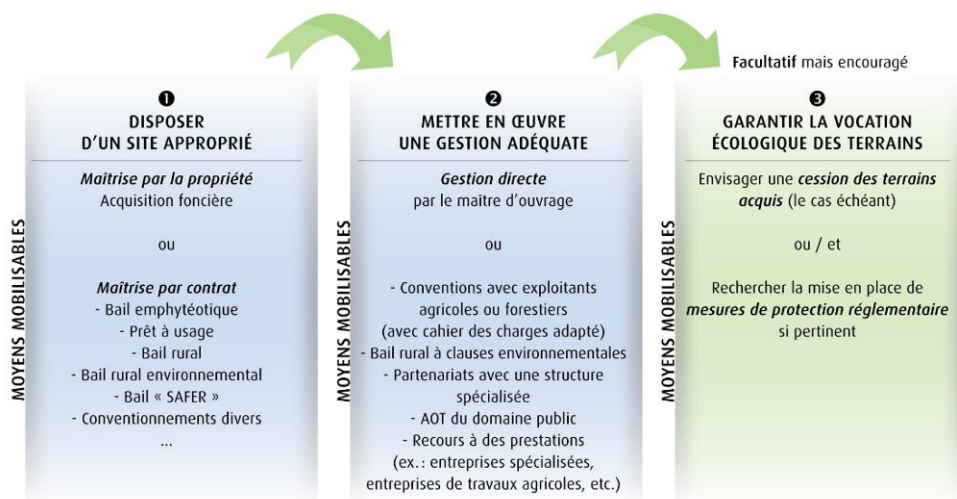 Facultatif mais encouragé
❶
DISPOSER
D'UN SITE APPROPRIÉ
MOYENS MOBILISABLES
Maîtrise par la propriété
Acquisition foncière
ou
Maîtrise par contrat
- Bail emphytéotique
- Prêt à usage
- Bail rural
- Bail rural environmental
- Bail « SAFER »
- Conventionnements divers
...
❷
METTRE EN ŒUVRE
UNE GESTION ADÉQUATE
MOYENS MOBILISABLES
Gestion directe
par le maître d'ouvrage
ou
- Conventions avec exploitants
agricoles ou forestiers
(avec cahier des charges adapté)
- Bail rural à clauses environmentales
- Partenariats avec une structure
spécialisée
- AOT du domaine public
- Recours à des prestations
(ex. : entreprises spécialisées,
entreprises de travaux agricoles, etc.)
❸
GARANTIR LA VOCATION
ÉCOLOGIQUE DES TERRAINS
MOYENS MOBILISABLES
Envisager une cession des terrains
acquis (le cas échéant)
ou / et
Rechercher la mise en place de
mesures de protection réglementaire
si pertinent